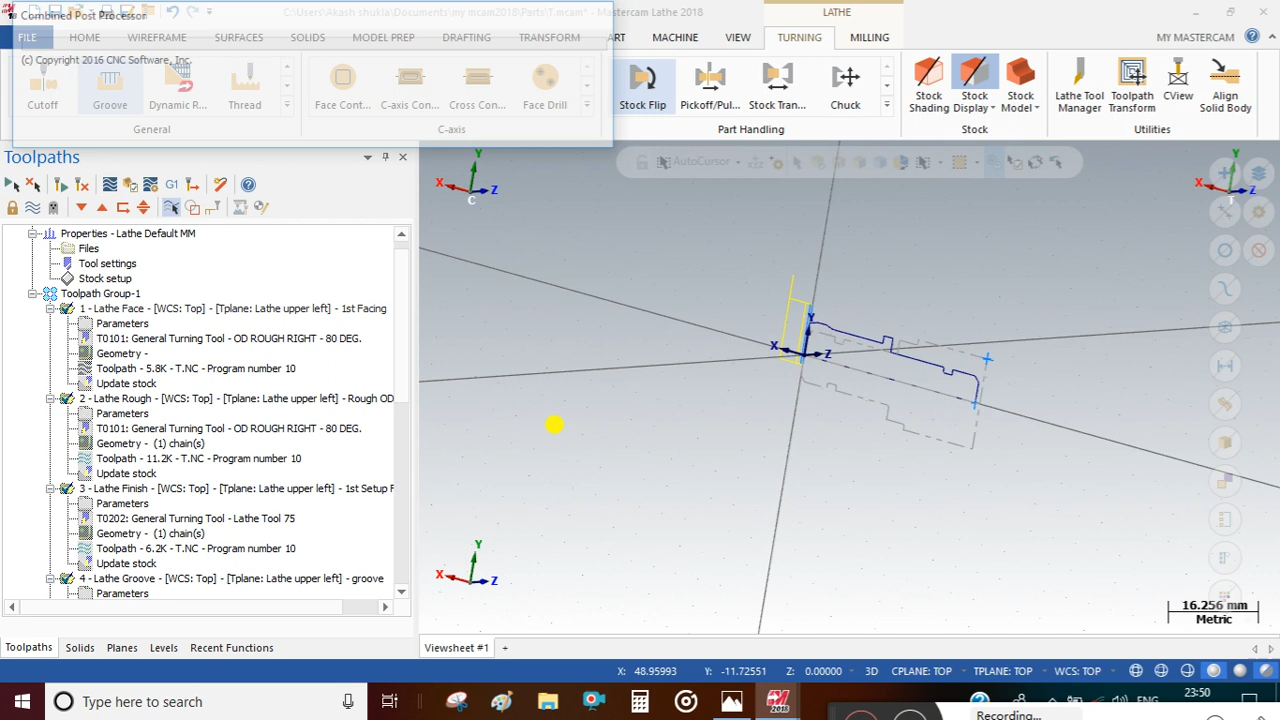 Combined Post Processor
(c) Copyright 2016 CNC Software, Inc.
C:\Users\Akash shukla\Documents\my mcam2018\Parts\T.mcam* - Mastercam Lathe 2018
LATHE
FILE HOME WIREFRAME SURFACES SOLIDS MODEL PREP DRAFTING TRANSFORM ART MACHINE VIEW TURNING MILLING MY MASTERCAM
Cutoff Groove Dynamic R... Thread Face Cont... C-axis Con... Cross Con... Face Drill Stock Flip Pickoff/Pul... Stock Tran... Chuck Stock Shading Stock Display Stock Model Lathe Tool Manager Toolpath Transform CView Align Solid Body
General C-axis Part Handling Stock Utilities
Toolpaths
G1
AutoCursor
Properties - Lathe Default MM
Files
Tool settings
Stock setup
Toolpath Group-1
1 - Lathe Face - [WCS: Top] - [Tplane: Lathe upper left] - 1st Facing
Parameters
T0101: General Turning Tool - OD ROUGH RIGHT - 80 DEG.
Geometry -
Toolpath - 5.8K - T.NC - Program number 10
Update stock
2 - Lathe Rough - [WCS: Top] - [Tplane: Lathe upper left] - Rough OD
Parameters
T0101: General Turning Tool - OD ROUGH RIGHT - 80 DEG.
Geometry - (1) chain(s)
Toolpath - 11.2K - T.NC - Program number 10
Update stock
3 - Lathe Finish - [WCS: Top] - [Tplane: Lathe upper left] - 1st Setup F
Parameters
T0202: General Turning Tool - Lathe Tool 75
Geometry - (1) chain(s)
Toolpath - 6.2K - T.NC - Program number 10
Update stock
4 - Lathe Groove - [WCS: Top] - [Tplane: Lathe upper left] - groove
Parameters
Y
X Z
C
Y
X Z
T
Y
X Z
Y
X Z
16.256 mm
Metric
Toolpaths Solids Planes Levels Recent Functions
Viewsheet #1 +
X: 48.95993 Y: -11.72551 Z: 0.00000 3D CPLANE: TOP TPLANE: TOP WCS: TOP
Type here to search
2018
ENG
23:50
Recording...